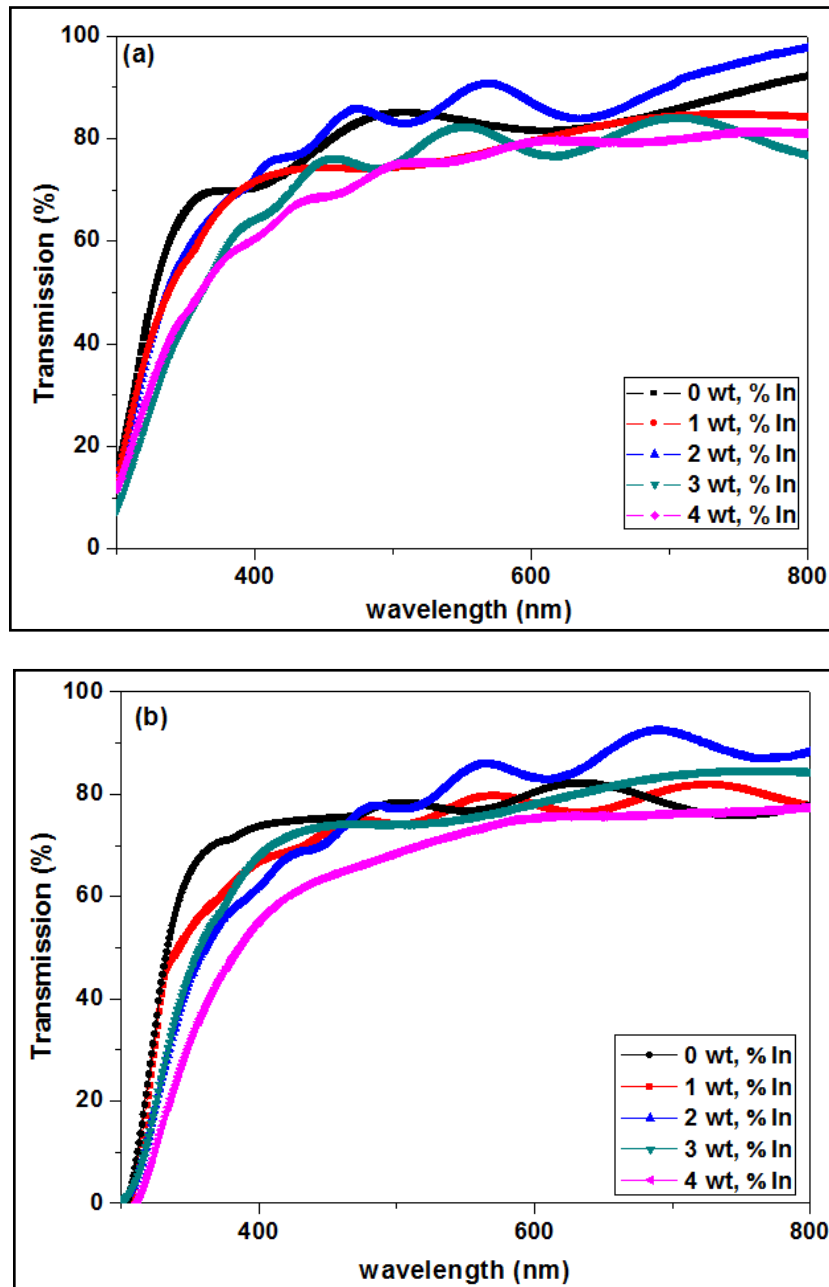 (a)
100
80
60
40
20
0
Transmission (%)
400
600
800
wavelength (nm)
0 wt, % In
1 wt, % In
2 wt, % In
3 wt, % In
4 wt, % In
(b)
100
80
60
40
20
0
Transmission (%)
400
600
800
wavelength (nm)
0 wt, % In
1 wt, % In
2 wt, % In
3 wt, % In
4 wt, % In